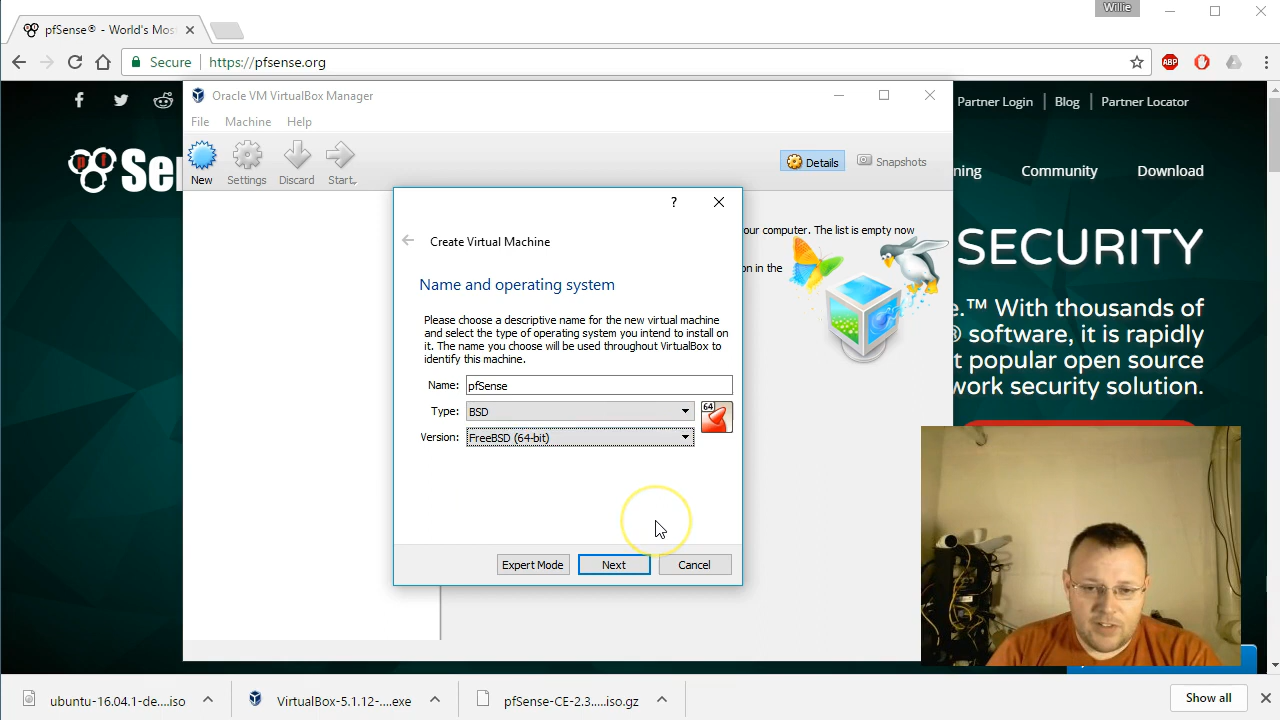 Willie
pfSense® - World's Mos
Secure | https://pfsense.org
ABP
Oracle VM VirtualBox Manager
Partner Login | Blog | Partner Locator
File Machine Help
pf Se
New Settings Discard Start
Details Snapshots
ning Community Download
our computer. The list is empty now
on in the
?
Create Virtual Machine
SECURITY
Name and operating system
Please choose a descriptive name for the new virtual machine
and select the type of operating system you intend to install on
it. The name you choose will be used throughout VirtualBox to
identify this machine.
e.™ With thousands of
® software, it is rapidly
t popular open source
work security solution.
Name: pfSense
Type: BSD
64
Version: FreeBSD (64-bit)
Expert Mode Next Cancel
ubuntu-16.04.1-de....iso
VirtualBox-5.1.12-....exe
pfSense-CE-2.3.....iso.gz
Show all